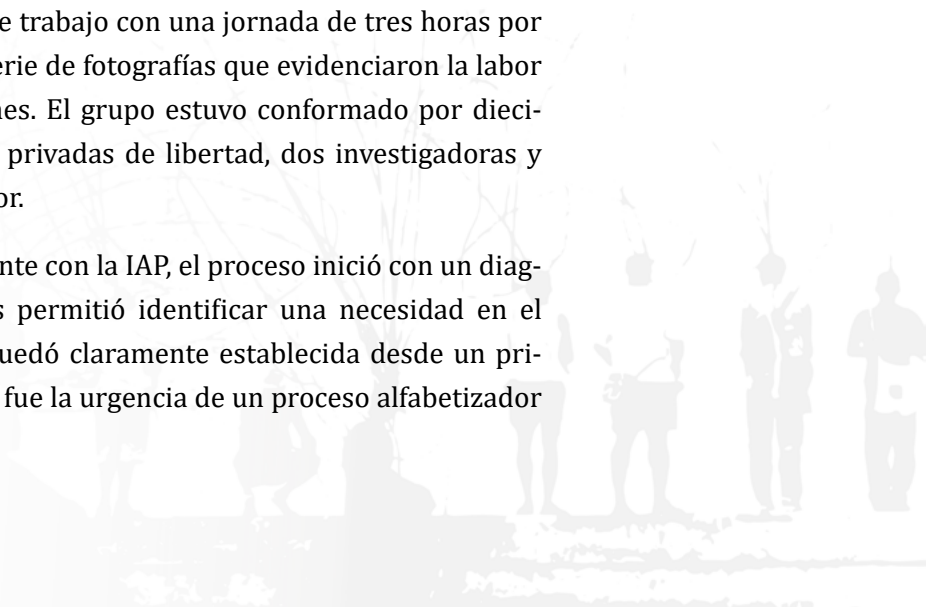 e trabajo con una jornada de tres horas por
erie de fotografías que evidenciaron la labor
nes. El grupo estuvo conformado por dieci-
privadas de libertad, dos investigadoras y
or.
nte con la IAP, el proceso inició con un diag-
s permitió identificar una necesidad en el
uedó claramente establecida desde un pri-
fue la urgencia de un proceso alfabetizador